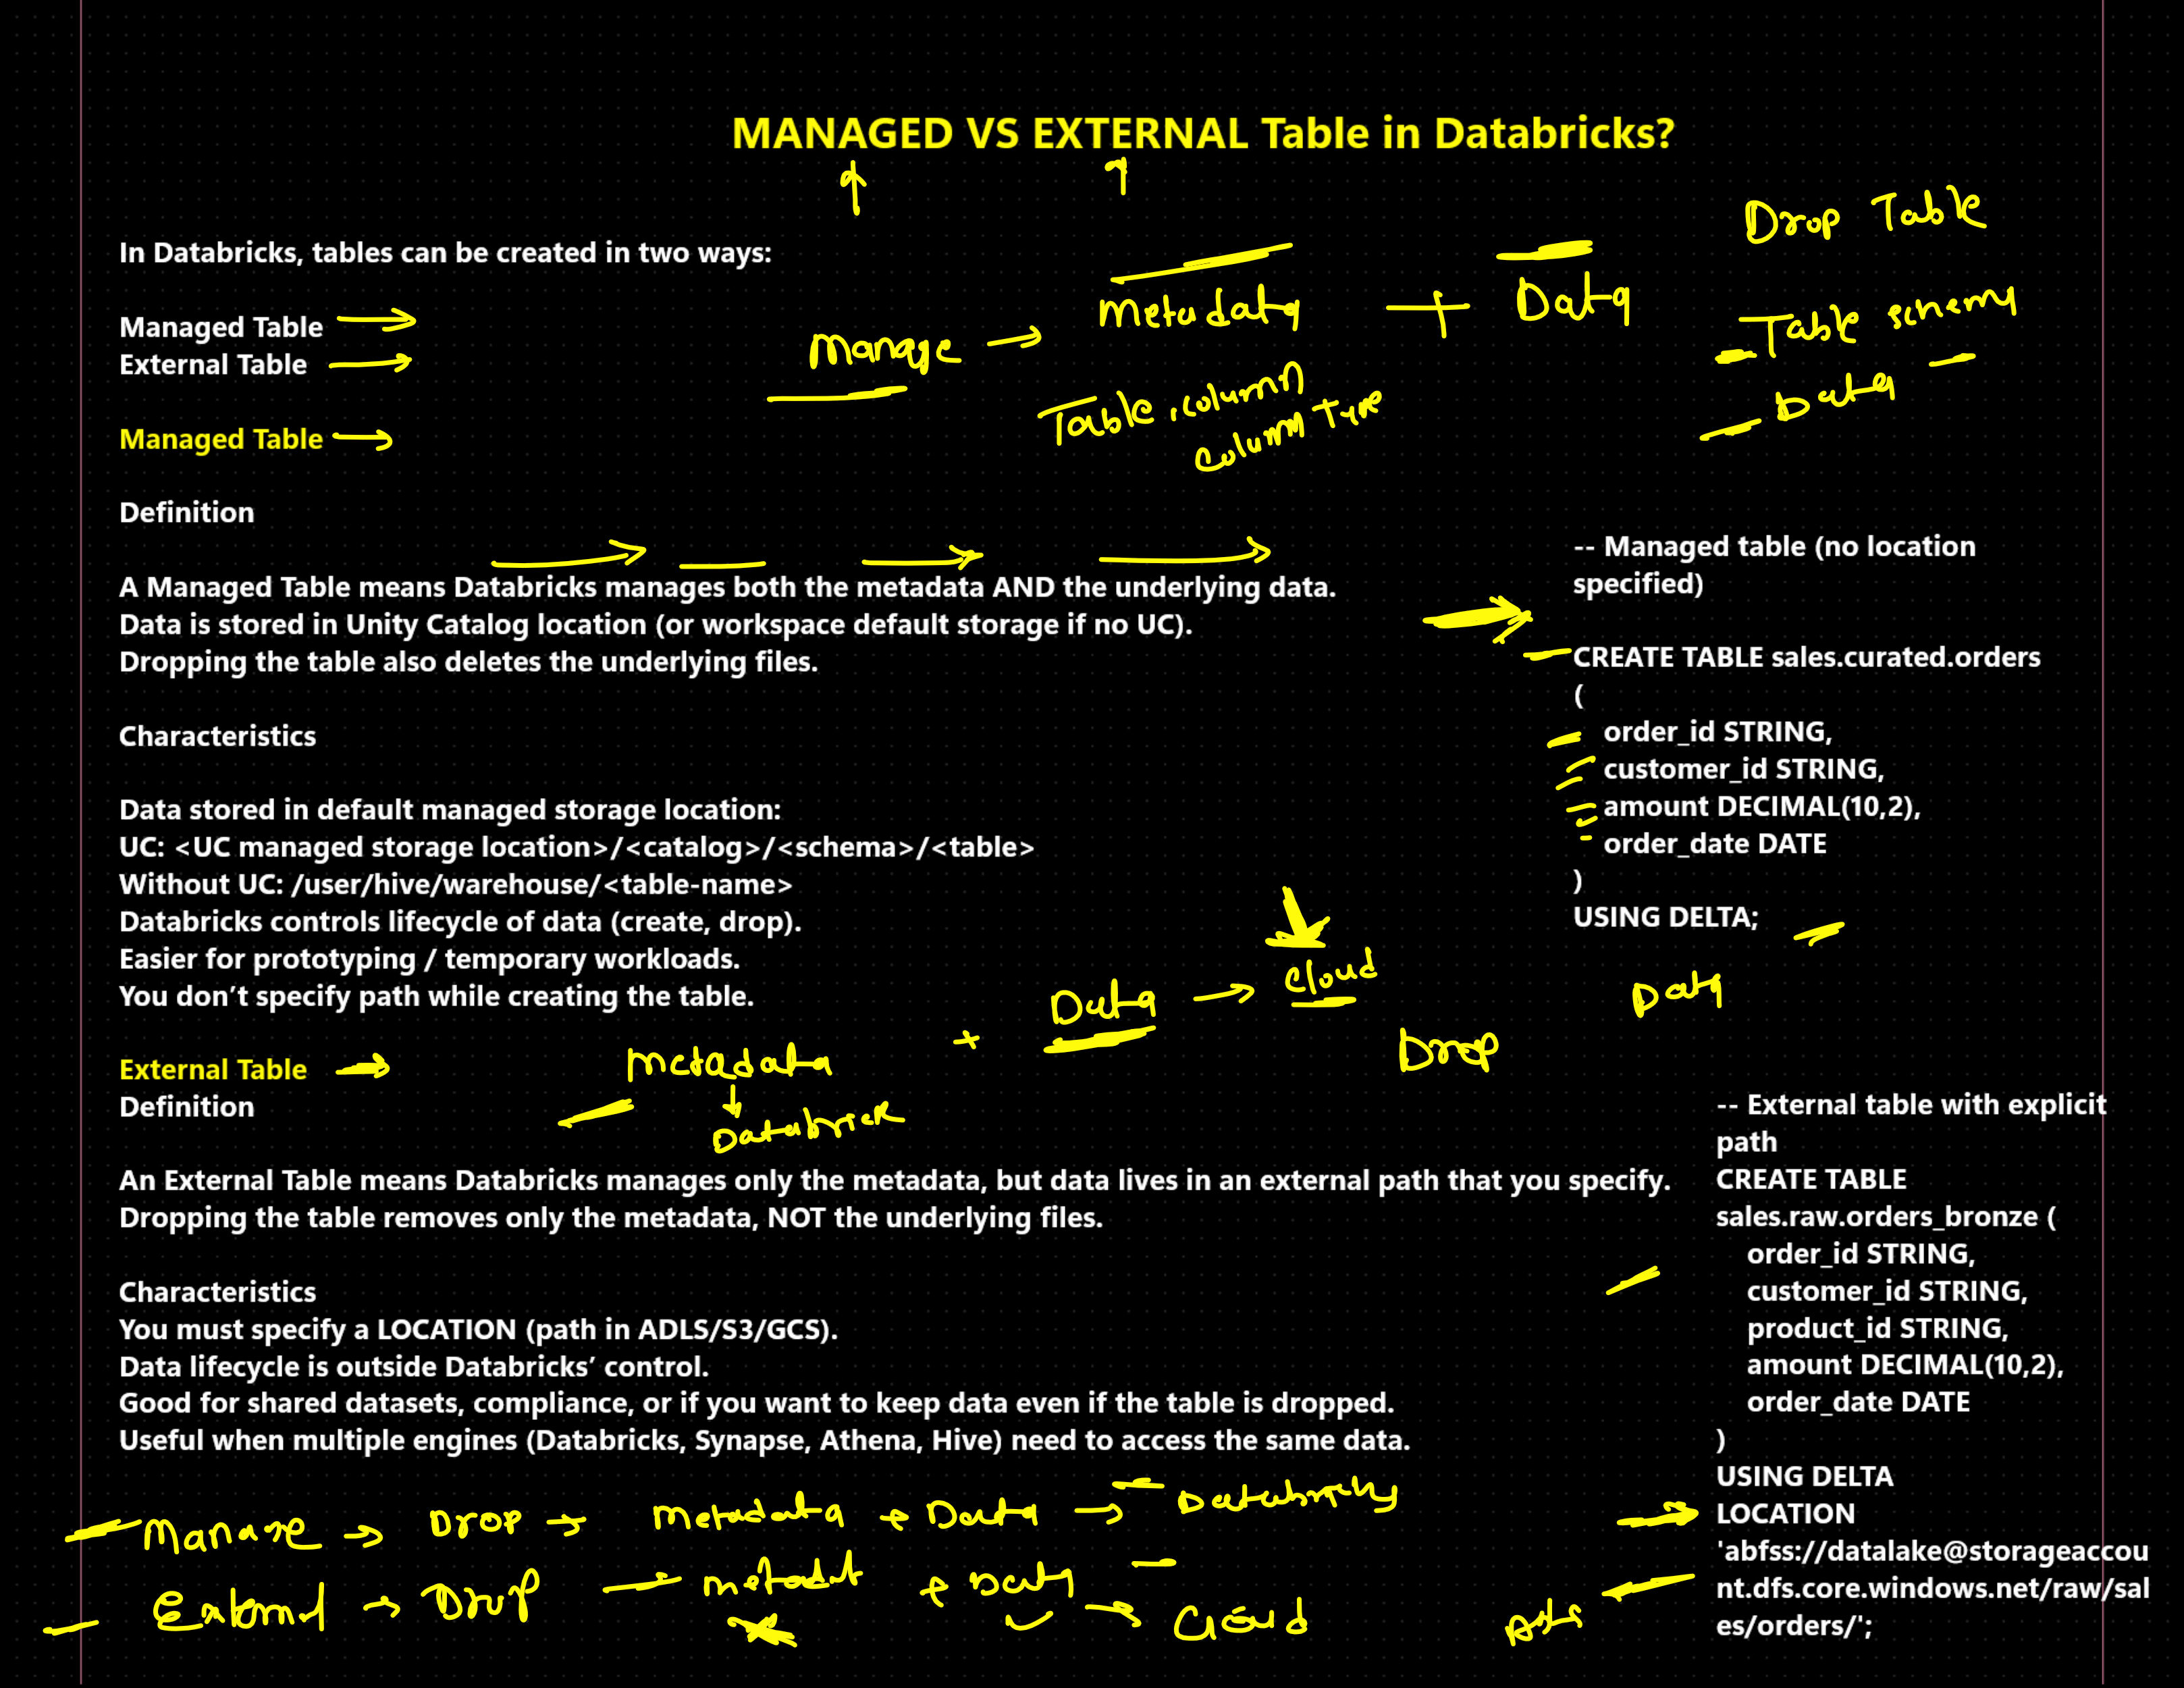 MANAGED VS EXTERNAL Table in Databricks?
In Databricks, tables can be created in two ways:
Managed Table
External Table
Manage → Metadata + Data
Table, column
column Type
Drop Table
Table schema
Data
Managed Table
Definition
A Managed Table means Databricks manages both the metadata AND the underlying data.
Data is stored in Unity Catalog location (or workspace default storage if no UC).
Dropping the table also deletes the underlying files.
Characteristics
Data stored in default managed storage location:
UC: <UC managed storage location>/<catalog>/<schema>/<table>
Without UC: /user/hive/warehouse/<table-name>
Databricks controls lifecycle of data (create, drop).
Easier for prototyping / temporary workloads.
You don’t specify path while creating the table.
-- Managed table (no location
specified)
CREATE TABLE sales.curated.orders
(
order_id STRING,
customer_id STRING,
amount DECIMAL(10,2),
order_date DATE
)
USING DELTA;
Data
External Table
metadata + Data → cloud
Databrick
Drop
Definition
An External Table means Databricks manages only the metadata, but data lives in an external path that you specify.
Dropping the table removes only the metadata, NOT the underlying files.
Characteristics
You must specify a LOCATION (path in ADLS/S3/GCS).
Data lifecycle is outside Databricks’ control.
Good for shared datasets, compliance, or if you want to keep data even if the table is dropped.
Useful when multiple engines (Databricks, Synapse, Athena, Hive) need to access the same data.
-- External table with explicit
path
CREATE TABLE
sales.raw.orders_bronze (
order_id STRING,
customer_id STRING,
product_id STRING,
amount DECIMAL(10,2),
order_date DATE
)
USING DELTA
LOCATION
'abfss://datalake@storageaccou
nt.dfs.core.windows.net/raw/sal
es/orders/';
Manage → Drop → metadata + Data → Databricks
External → Drop → metadat + Data → Cloud